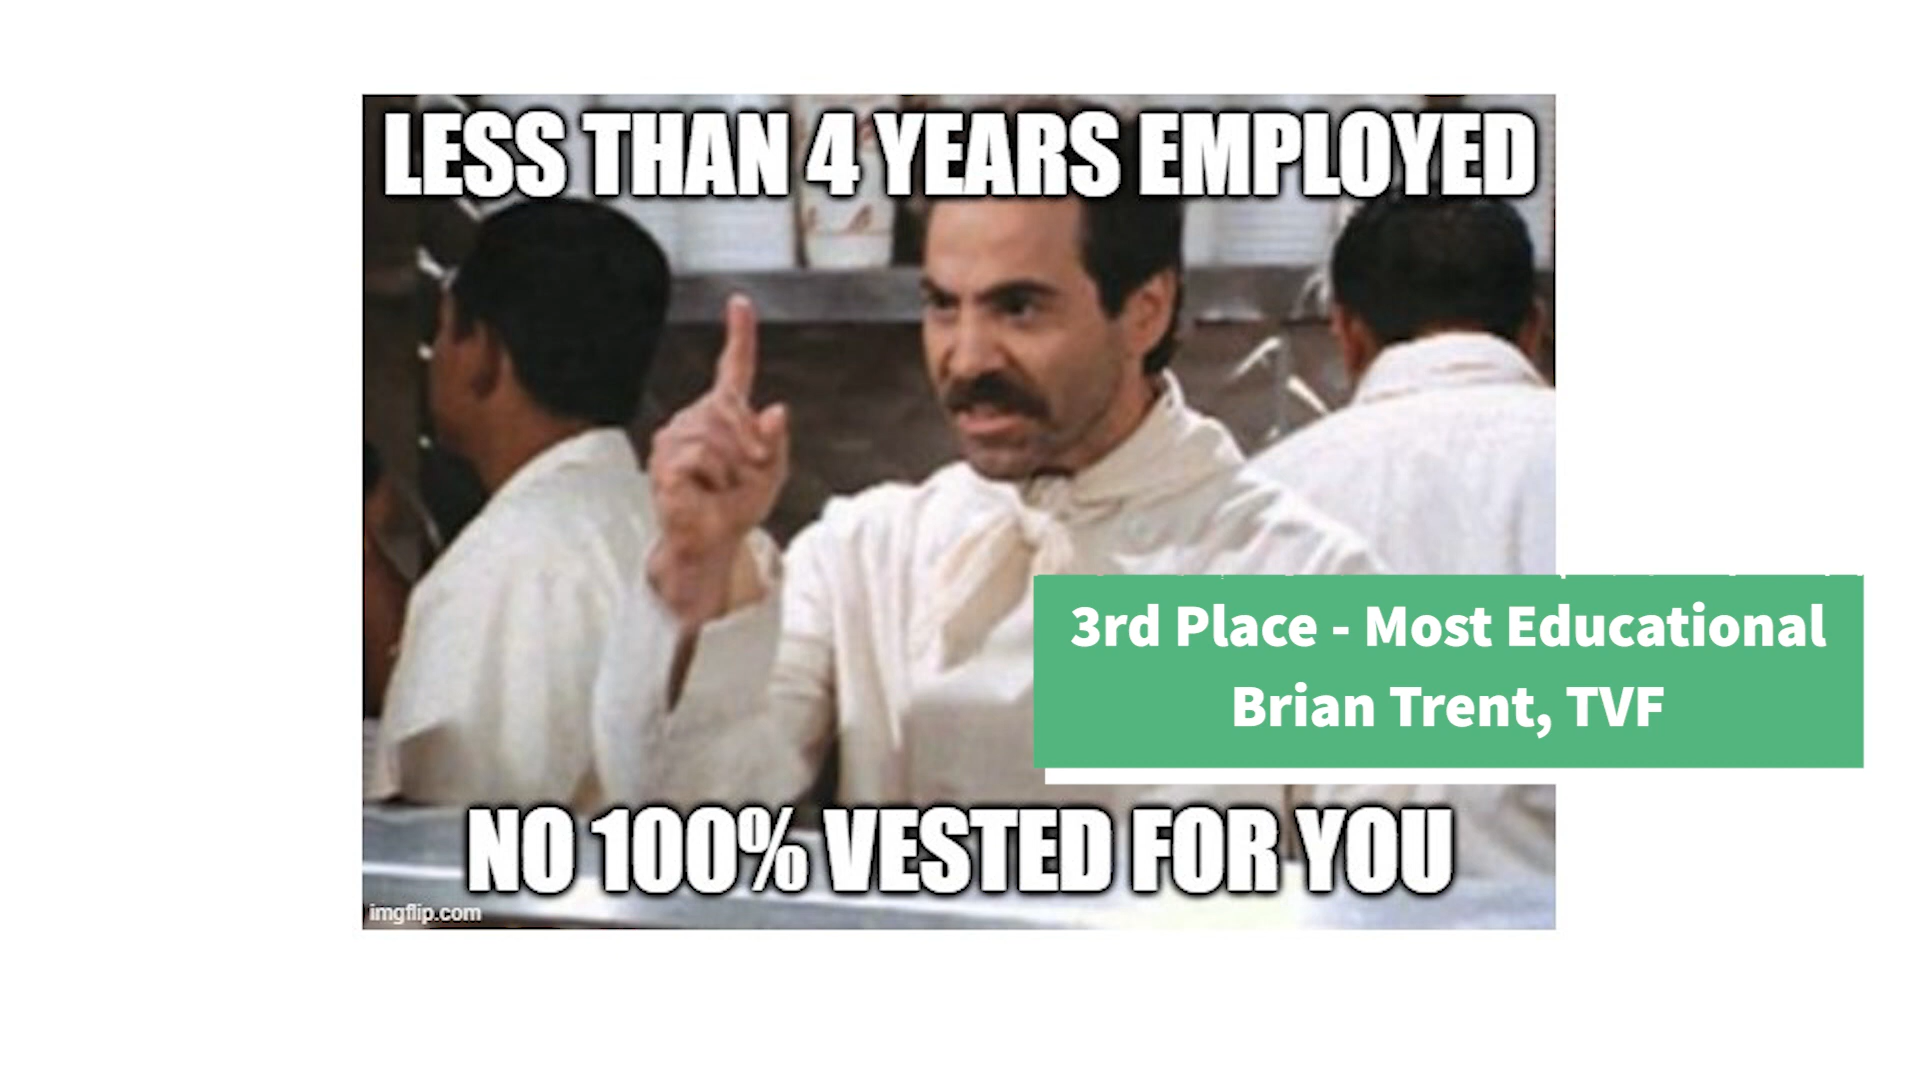 LESS THAN 4 YEARS EMPLOYED
3rd Place - Most Educational
Brian Trent, TVF
NO 100% VESTED FOR YOU
imgflip.com